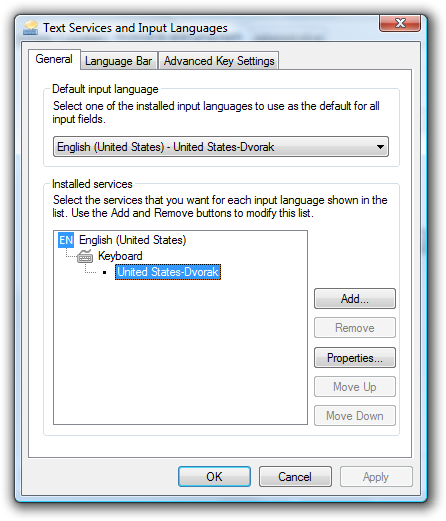 Text Services and Input Languages
General
Language Bar
Advanced Key Settings
Default input language
Select one of the installed input languages to use as the default for all
input fields.
English (United States) - United States-Dvorak
Installed services
Select the services that you want for each input language shown in the
list. Use the Add and Remove buttons to modify this list.
EN English (United States)
Keyboard
United States-Dvorak
Add...
Remove
Properties...
Move Up
Move Down
OK
Cancel
Apply